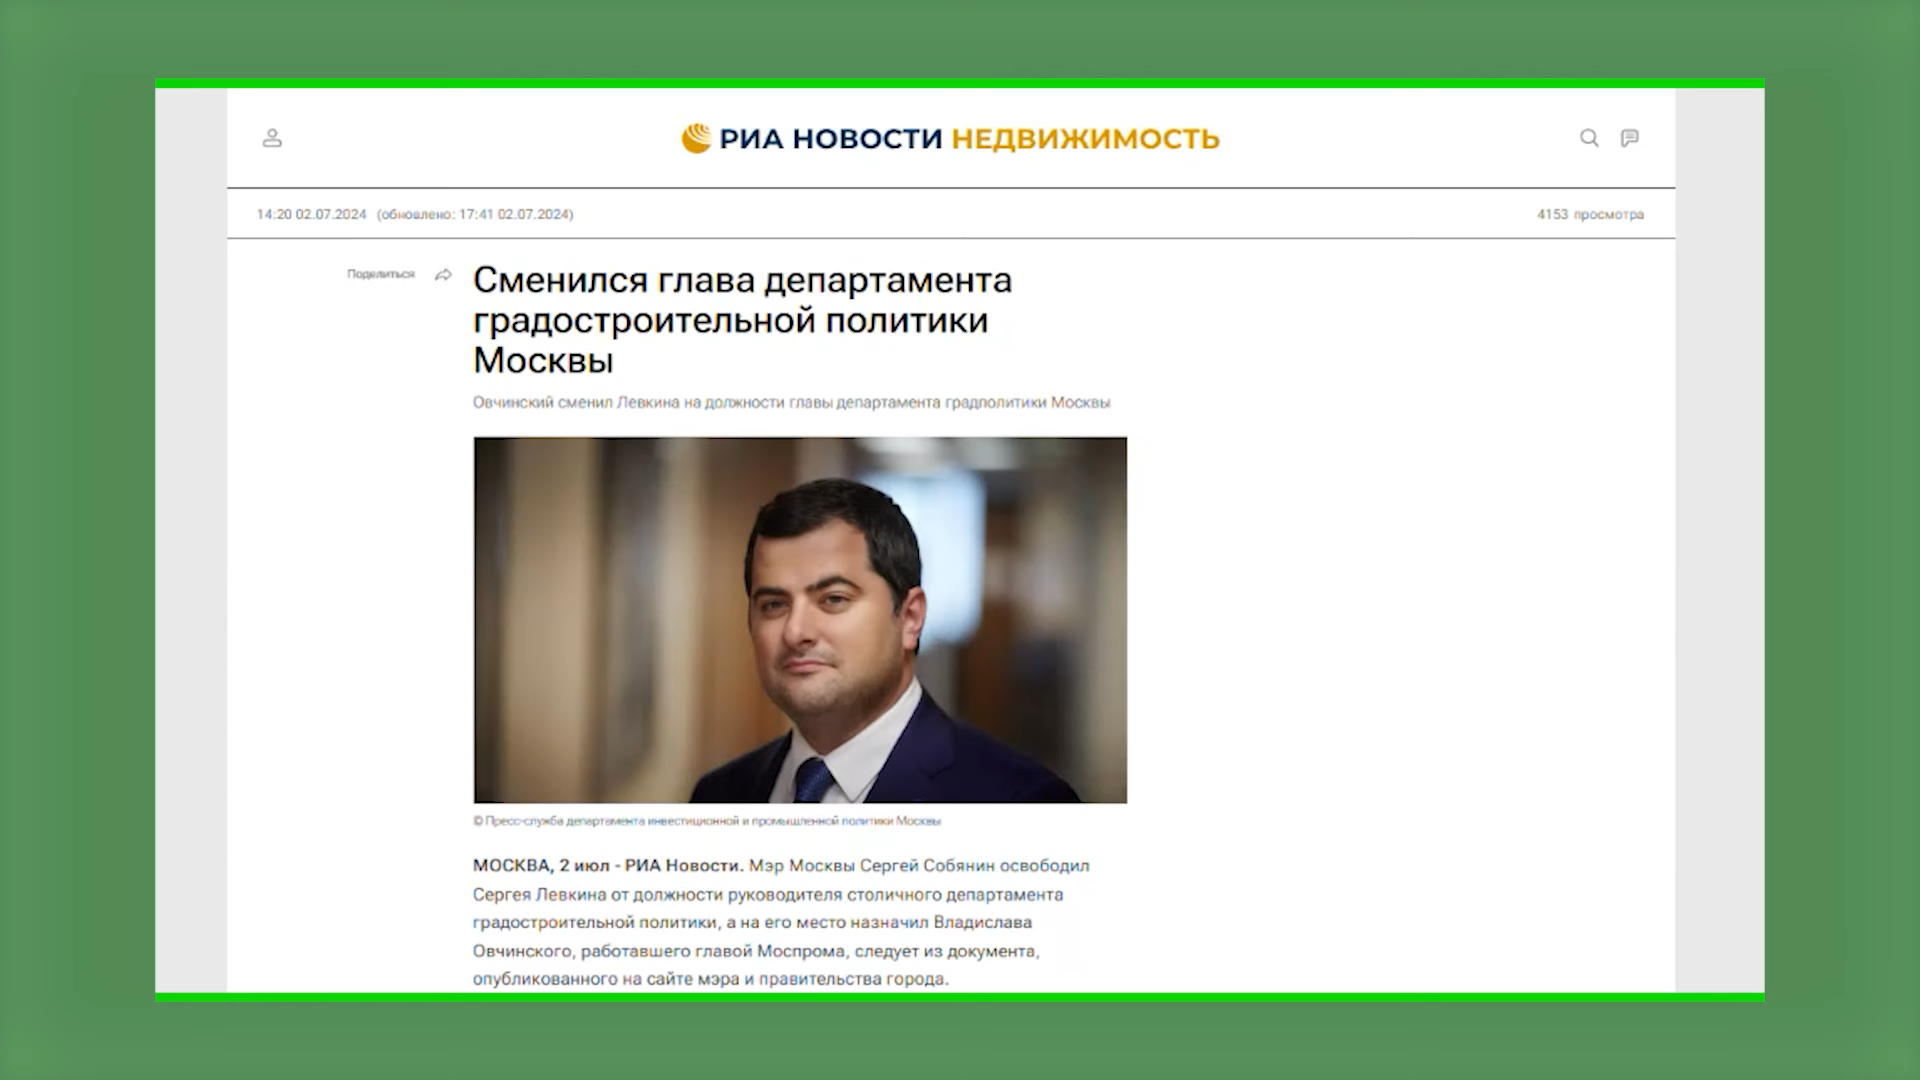 РИА НОВОСТИ НЕДВИЖИМОСТЬ
14:20 02.07.2024 (обновлено: 17:41 02.07.2024)
4153 просмотра
Поделиться
Сменился глава департамента
градостроительной политики
Москвы
Овчинский сменил Левкина на должности главы департамента градполитики Москвы
© Пресс-служба департамента инвестиционной и промышленной политики Москвы
МОСКВА, 2 июл - РИА Новости. Мэр Москвы Сергей Собянин освободил
Сергея Левкина от должности руководителя столичного департамента
градостроительной политики, а на его место назначил Владислава
Овчинского, работавшего главой Моспрома, следует из документа,
опубликованного на сайте мэра и правительства города.